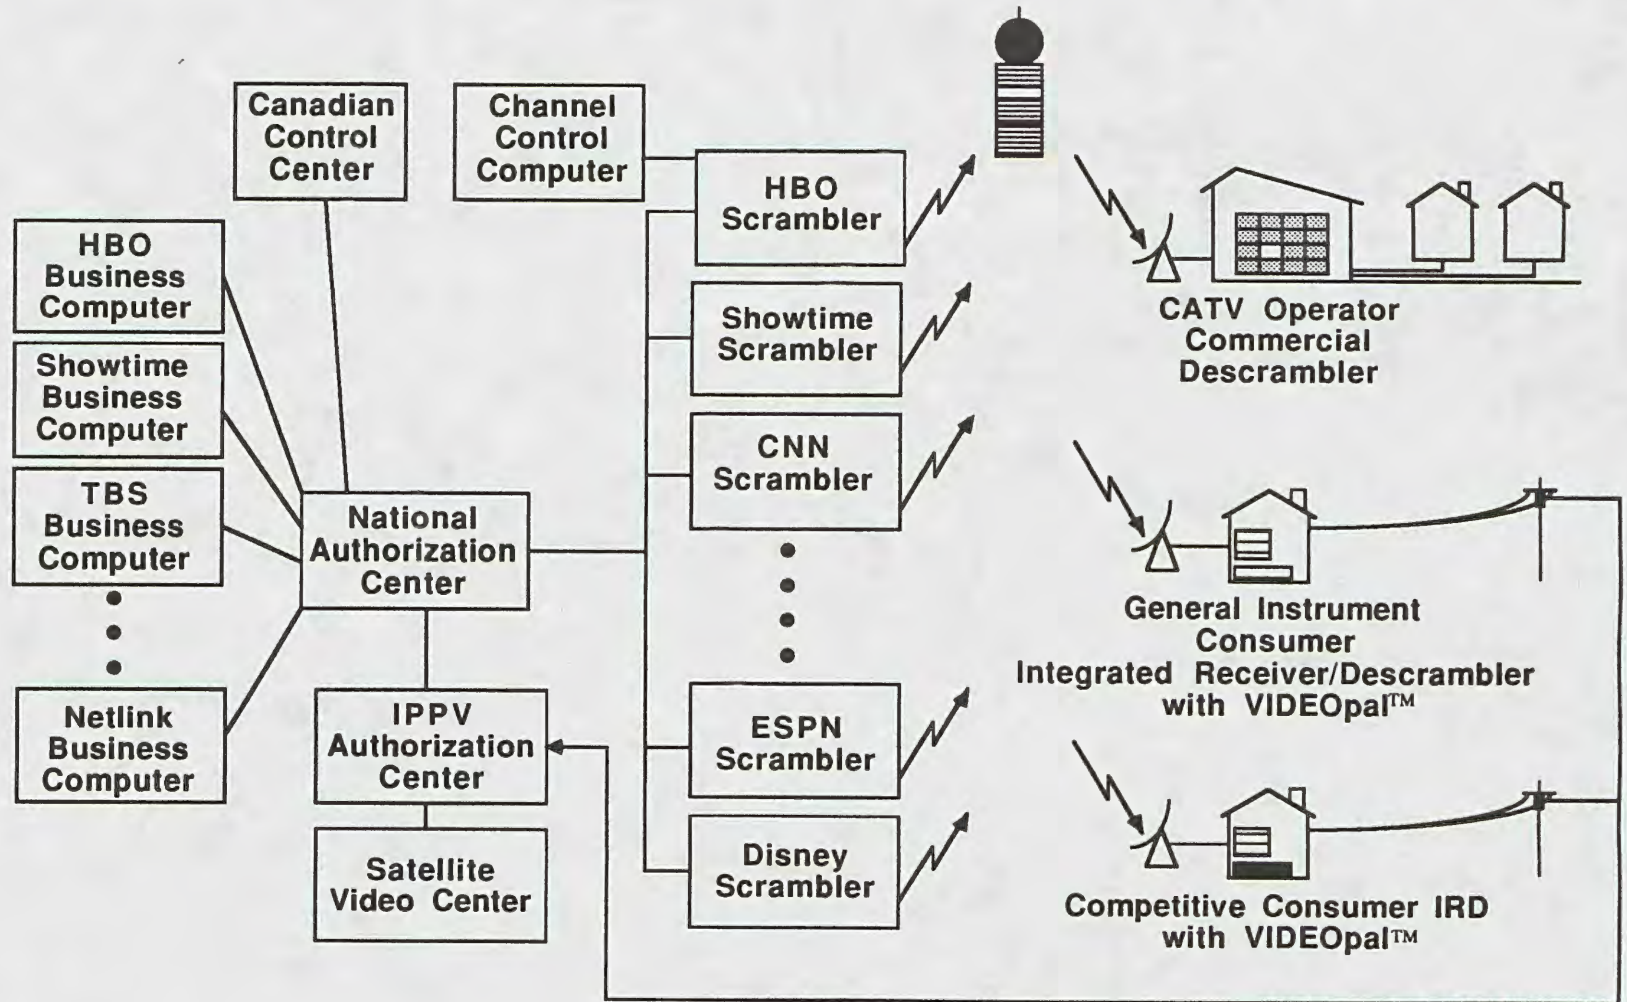 Canadian
Control
Center
Channel
Control
Computer
HBO
Scrambler
HBO
Business
Computer
Showtime
Scrambler
CATV Operator
Commercial
Descrambler
Showtime
Business
Computer
CNN
Scrambler
TBS
Business
Computer
National
Authorization
Center
General Instrument
Consumer
Integrated Receiver/Descrambler
with VIDEOpal™
Netlink
Business
Computer
IPPV
Authorization
Center
ESPN
Scrambler
Satellite
Video Center
Disney
Scrambler
Competitive Consumer IRD
with VIDEOpal™